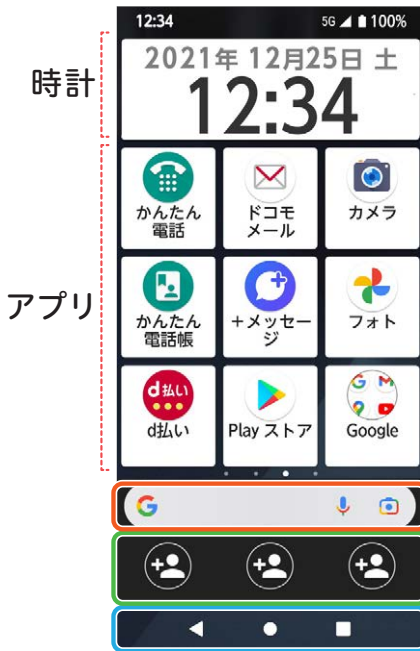 12:34 5G 100%
時計
2021年 12月25日 土
12:34
アプリ
かんたん
電話
ドコモ
メール
カメラ
かんたん
電話帳
+メッセー
ジ
フォト
d払い
d払い
Play ストア
Google